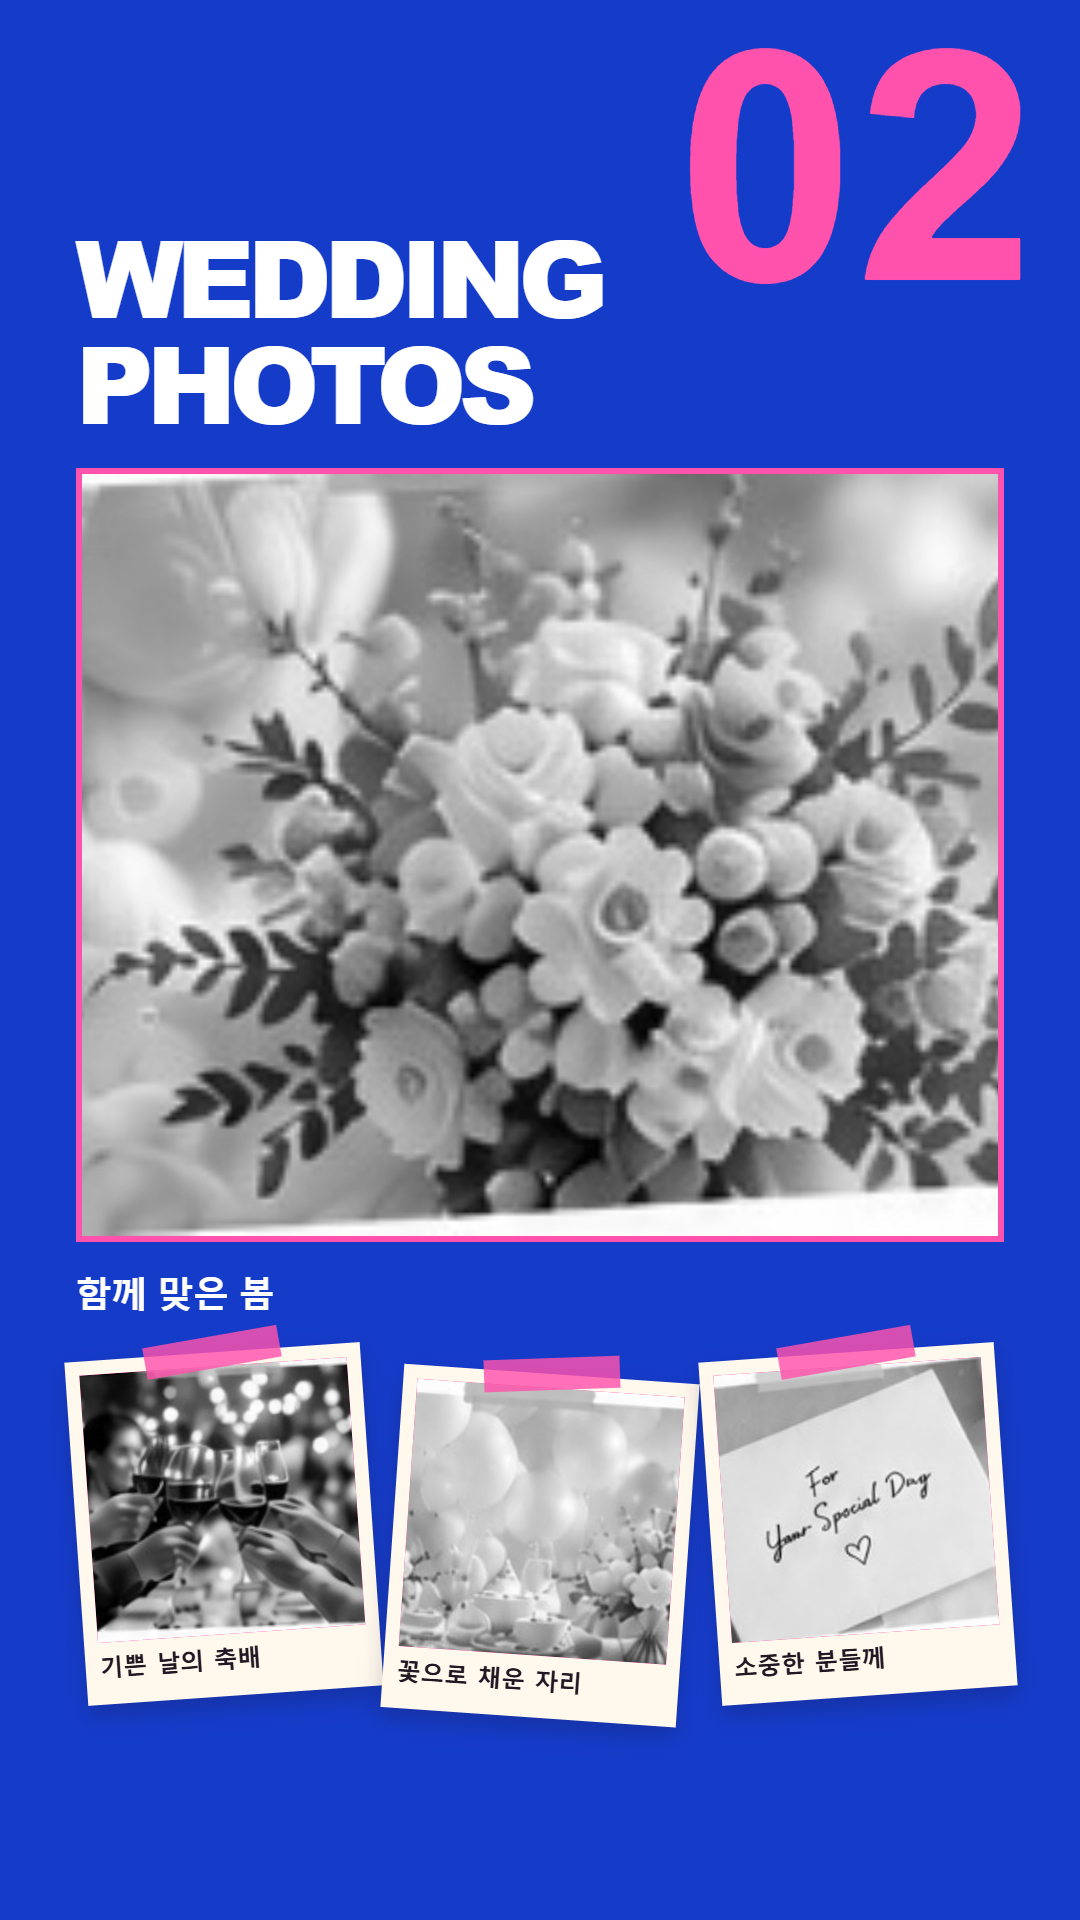 02
WEDDING
PHOTOS
함께 맞은 봄
For
Your Special Day
기쁜 날의 축배
꽃으로 채운 자리
소중한 분들께